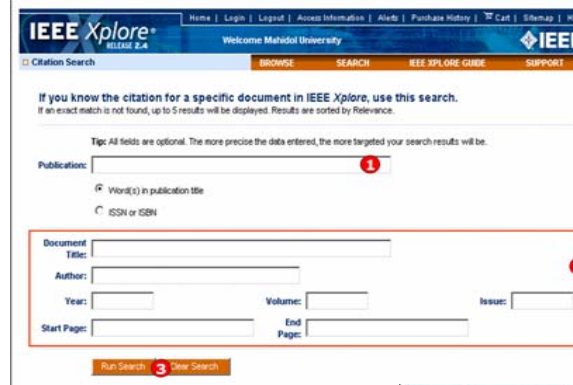 Home | Login | Logout | Access Information | Alerts | Purchase History | Cart | Sitemap | H
IEEE Xplore®
RELEASE 2.4
Welcome Mahidol University
IEEE
Citation Search
BROWSE SEARCH IEEE XPLORE GUIDE SUPPORT
If you know the citation for a specific document in IEEE Xplore, use this search.
If an exact match is not found, up to 5 results will be displayed. Results are sorted by Relevance.
Tip: All fields are optional. The more precise the data entered, the more targeted your search results will be.
Publication: 1
Word(s) in publication title
ISSN or ISBN
Document
Title:
Author:
Year: Volume: Issue:
Start Page: End
Page:
Run Search 3 Clear Search